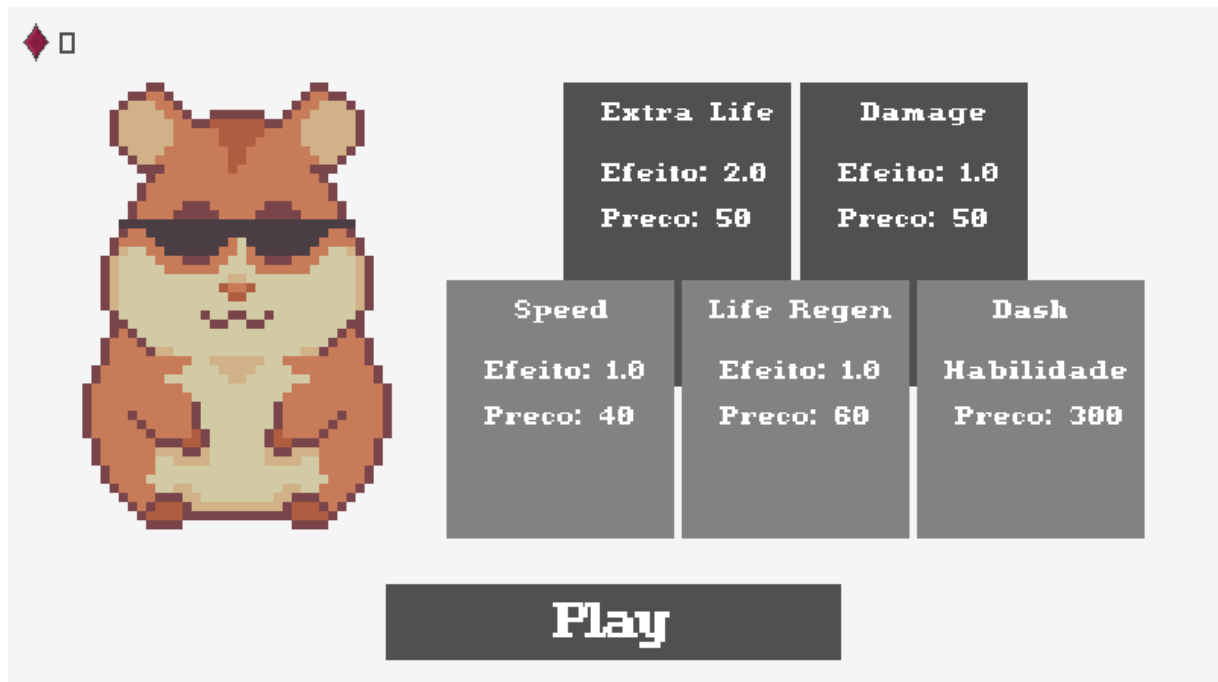 0
Extra Life
Efeito: 2.0
Preco: 50
Damage
Efeito: 1.0
Preco: 50
Speed
Efeito: 1.0
Preco: 40
Life Regen
Efeito: 1.0
Preco: 60
Dash
Habilidade
Preco: 300
Play